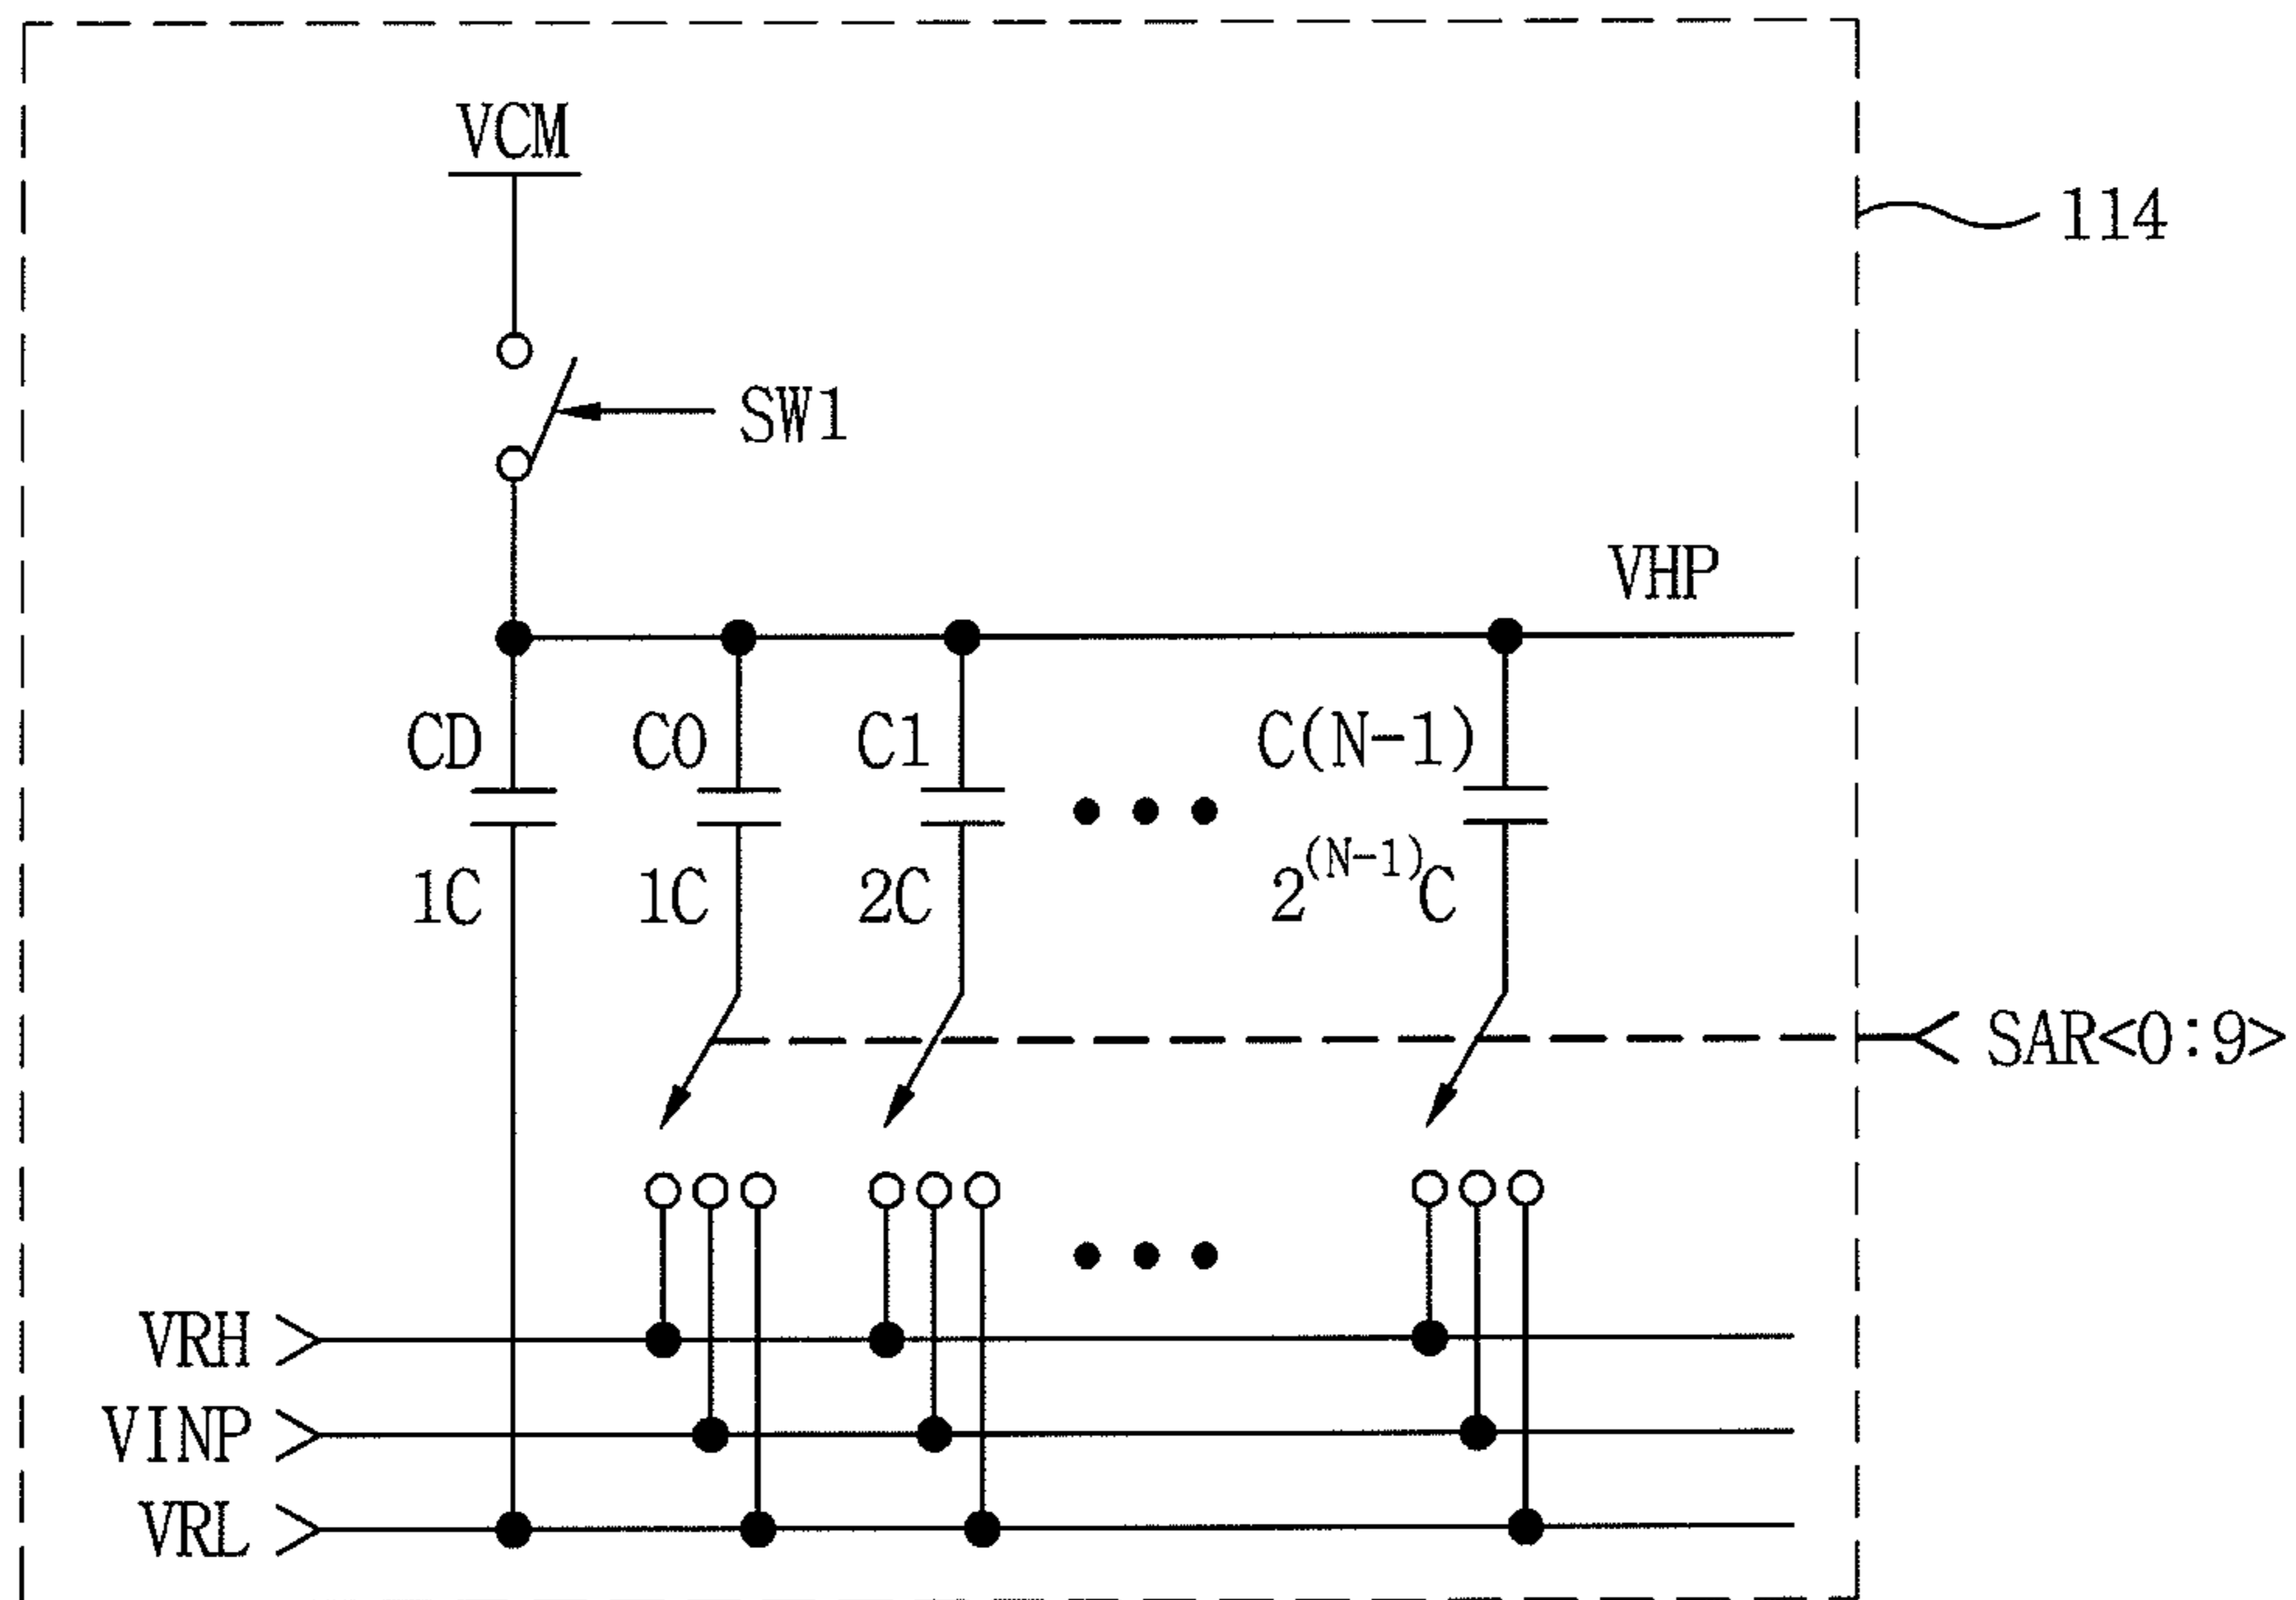 VCM
114
SW1
VHP
CD C0 C1 C(N-1)
1C 1C 2C 2^(N-1)C
SAR<0:9>
VRH
VINP
VRL